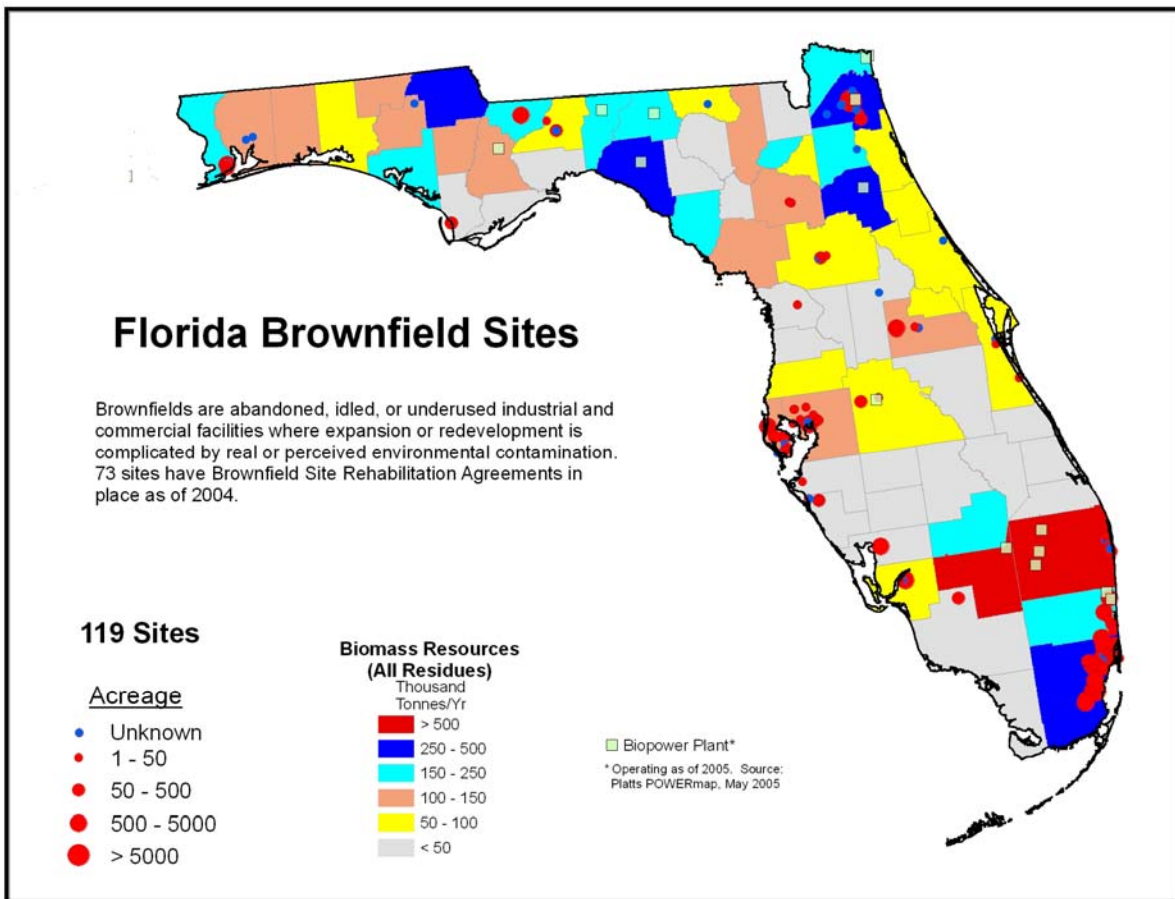 Florida Brownfield Sites
Brownfields are abandoned, idled, or underused industrial and
commercial facilities where expansion or redevelopment is
complicated by real or perceived environmental contamination.
73 sites have Brownfield Site Rehabilitation Agreements in
place as of 2004.
119 Sites
Acreage
Unknown
1 - 50
50 - 500
500 - 5000
> 5000
Biomass Resources
(All Residues)
Thousand
Tonnes/Yr
> 500
250 - 500
150 - 250
100 - 150
50 - 100
< 50
Biopower Plant*
* Operating as of 2005. Source:
Platts POWERmap, May 2005